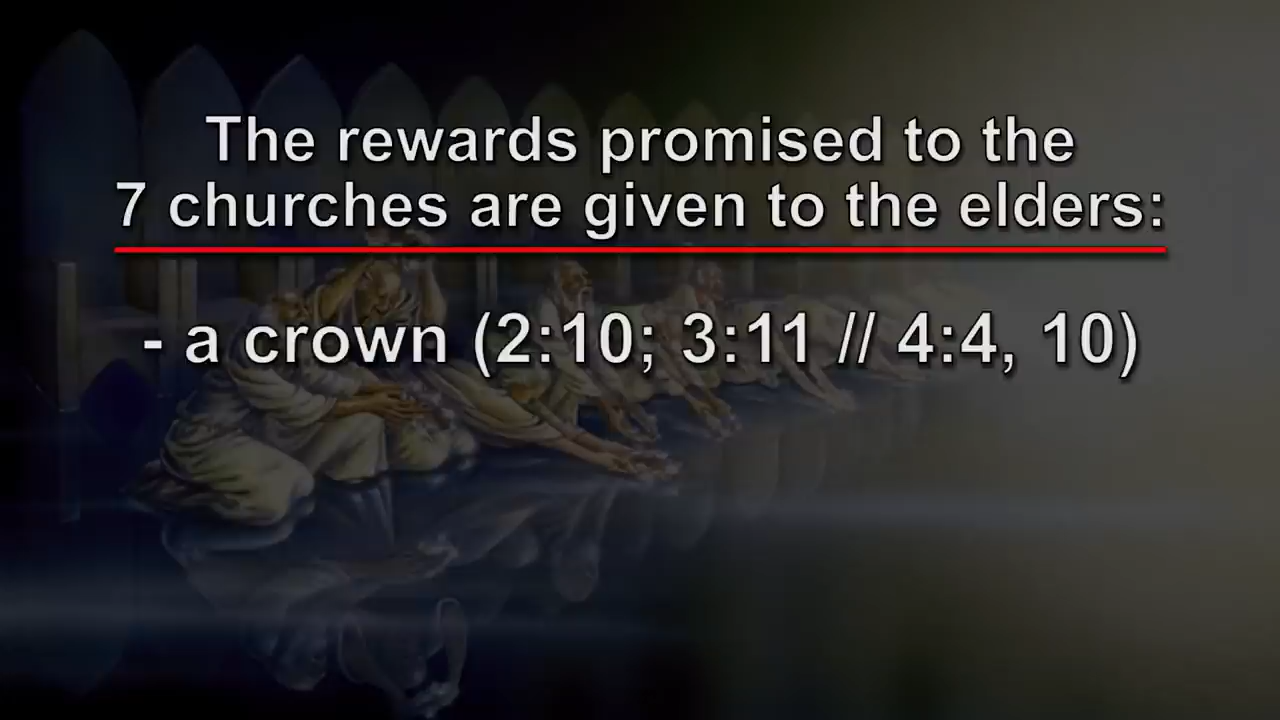 The rewards promised to the
7 churches are given to the elders:
- a crown (2:10; 3:11 // 4:4, 10)